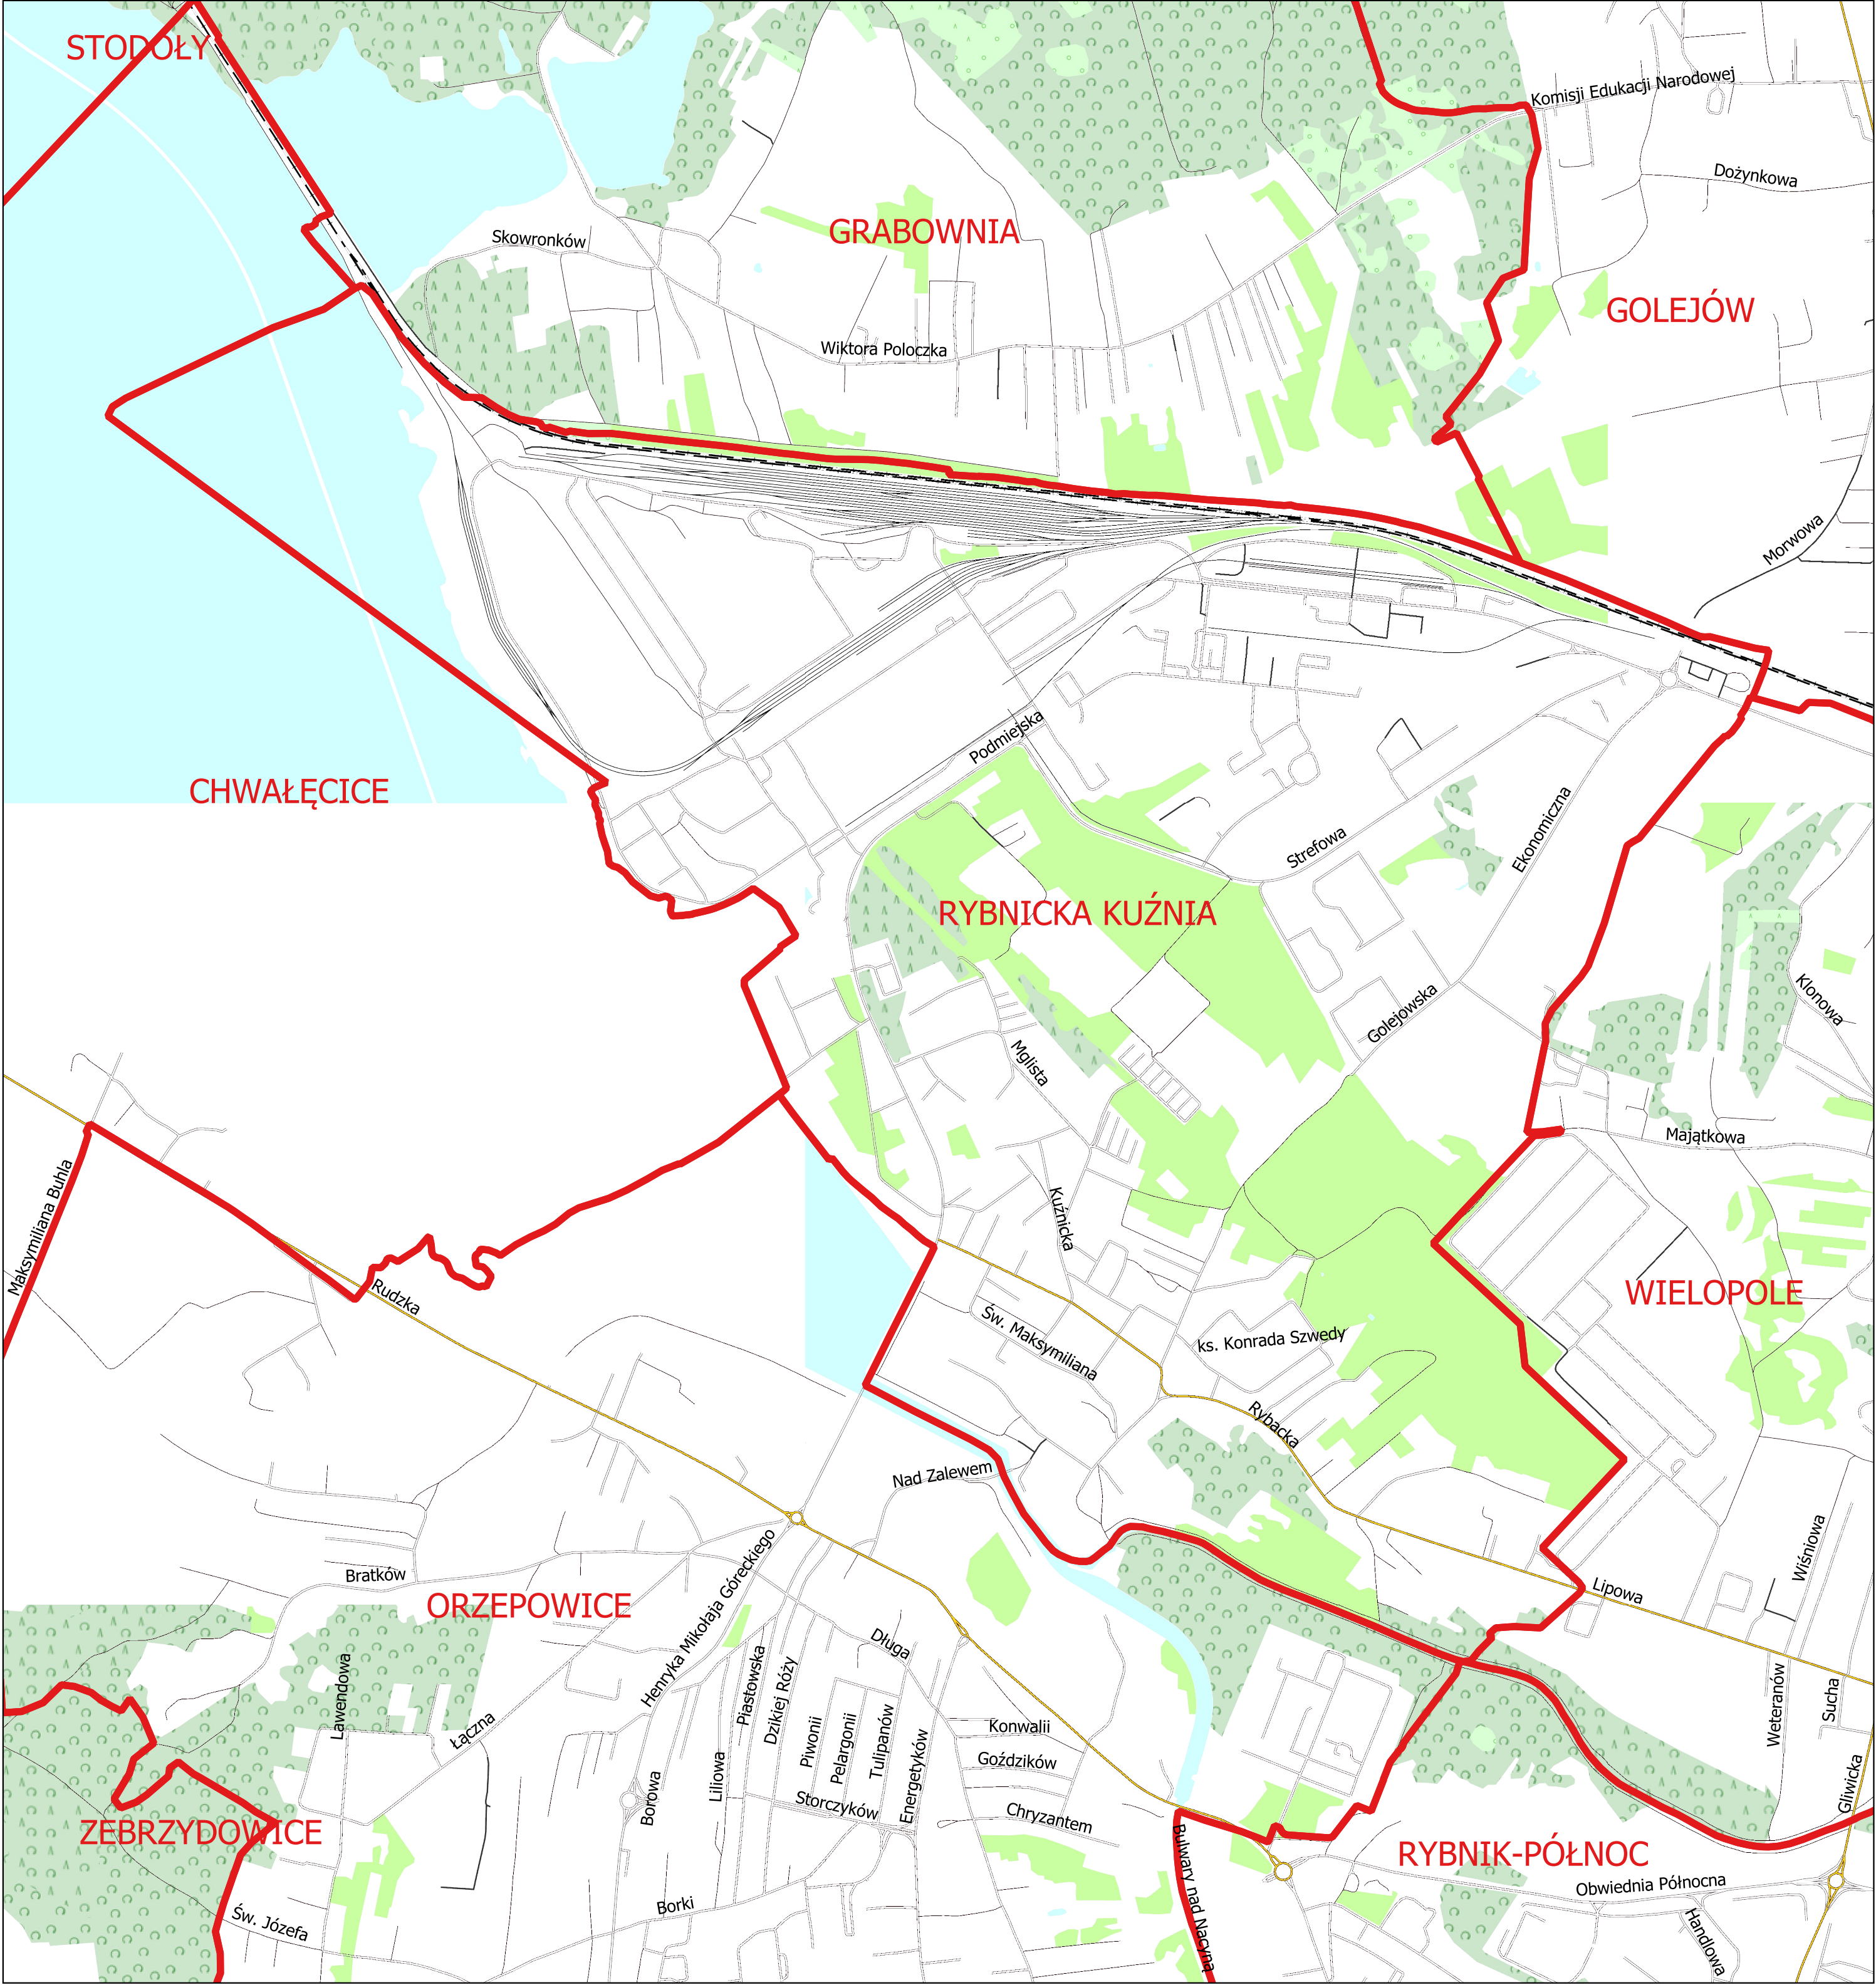 STODOŁY
Komisji Edukacji Narodowej
Dożynkowa
Skowronków
GRABOWNIA
GOLEJÓW
Wiktora Poloczka
Morwowa
Podmiejska
CHWAŁĘCICE
Ekonomiczna
Strefowa
RYBNICKA KUŹNIA
Klonowa
Golejowska
Mglista
Majątkowa
Maksymiliana Buhla
Kuźnicka
Rudzka
WIELOPOLE
Św. Maksymiliana
ks. Konrada Szwedy
Rybacka
Nad Zalewem
Wiśniowa
Bratków
Lipowa
ORZEPOWICE
Henryka Mikołaja Góreckiego
Długa
Lawendowa
Łączna
Piastowska
Dzikiej Róży
Piwonii
Pelargonii
Tulipanów
Konwalii
Weteranów
Sucha
Liliowa
Energetyków
Goździków
Borowa
Storczyków
Chryzantem
Gliwicka
ZEBRZYDOWICE
RYBNIK-PÓŁNOC
Bulwary nad Nacyną
Obwiednia Północna
Borki
Św. Józefa
Handlowa